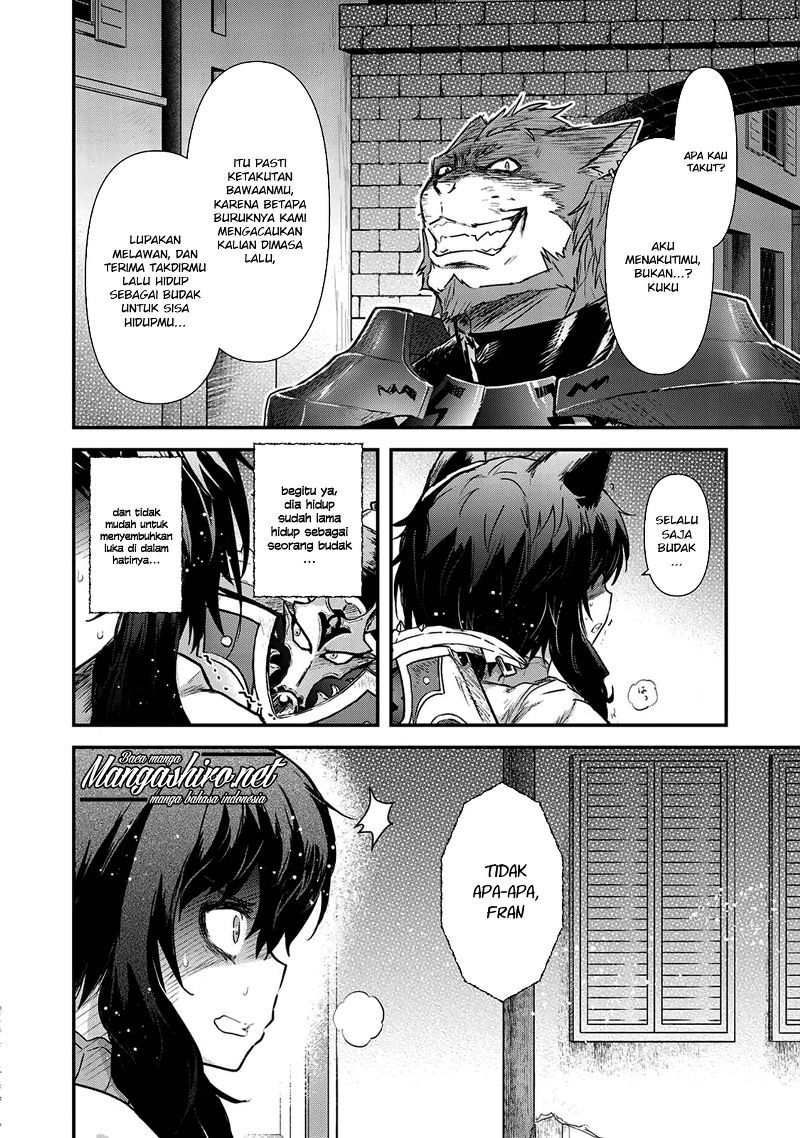 APA KAU
TAKUT?
AKU
MENAKUTIMU,
BUKAN...?
KUKU
ITU PASTI
KETAKUTAN
BAWAANMU,
KARENA BETAPA
BURUKNYA KAMI
MENGACAUKAN
KALIAN DIMASA
LALU,
LUPAKAN
MELAWAN, DAN
TERIMA TAKDIRMU
LALU HIDUP
SEBAGAI BUDAK
UNTUK SISA
HIDUPMU...
SELALU
SAJA
BUDAK
...
begitu ya,
dia hidup
sudah lama
hidup sebagai
seorang budak
...
dan tidak
mudah untuk
menyembuhkan
luka di dalam
hatinya...
Baca manga
Mangashiro.net
manga bahasa indonesia
TIDAK
APA-APA,
FRAN